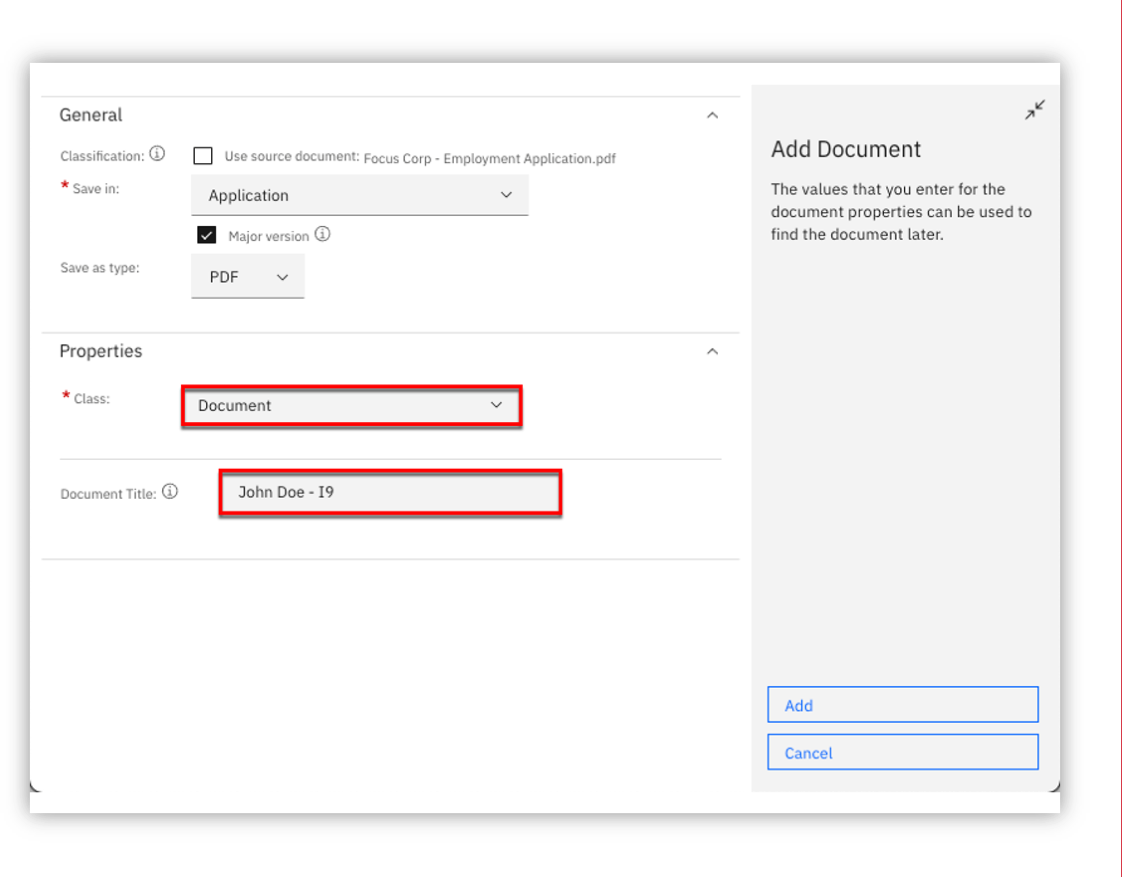 General
Classification: Use source document: Focus Corp - Employment Application.pdf
* Save in: Application
Major version
Save as type: PDF
Properties
* Class: Document
Document Title: John Doe - I9
Add Document
The values that you enter for the
document properties can be used to
find the document later.
Add
Cancel